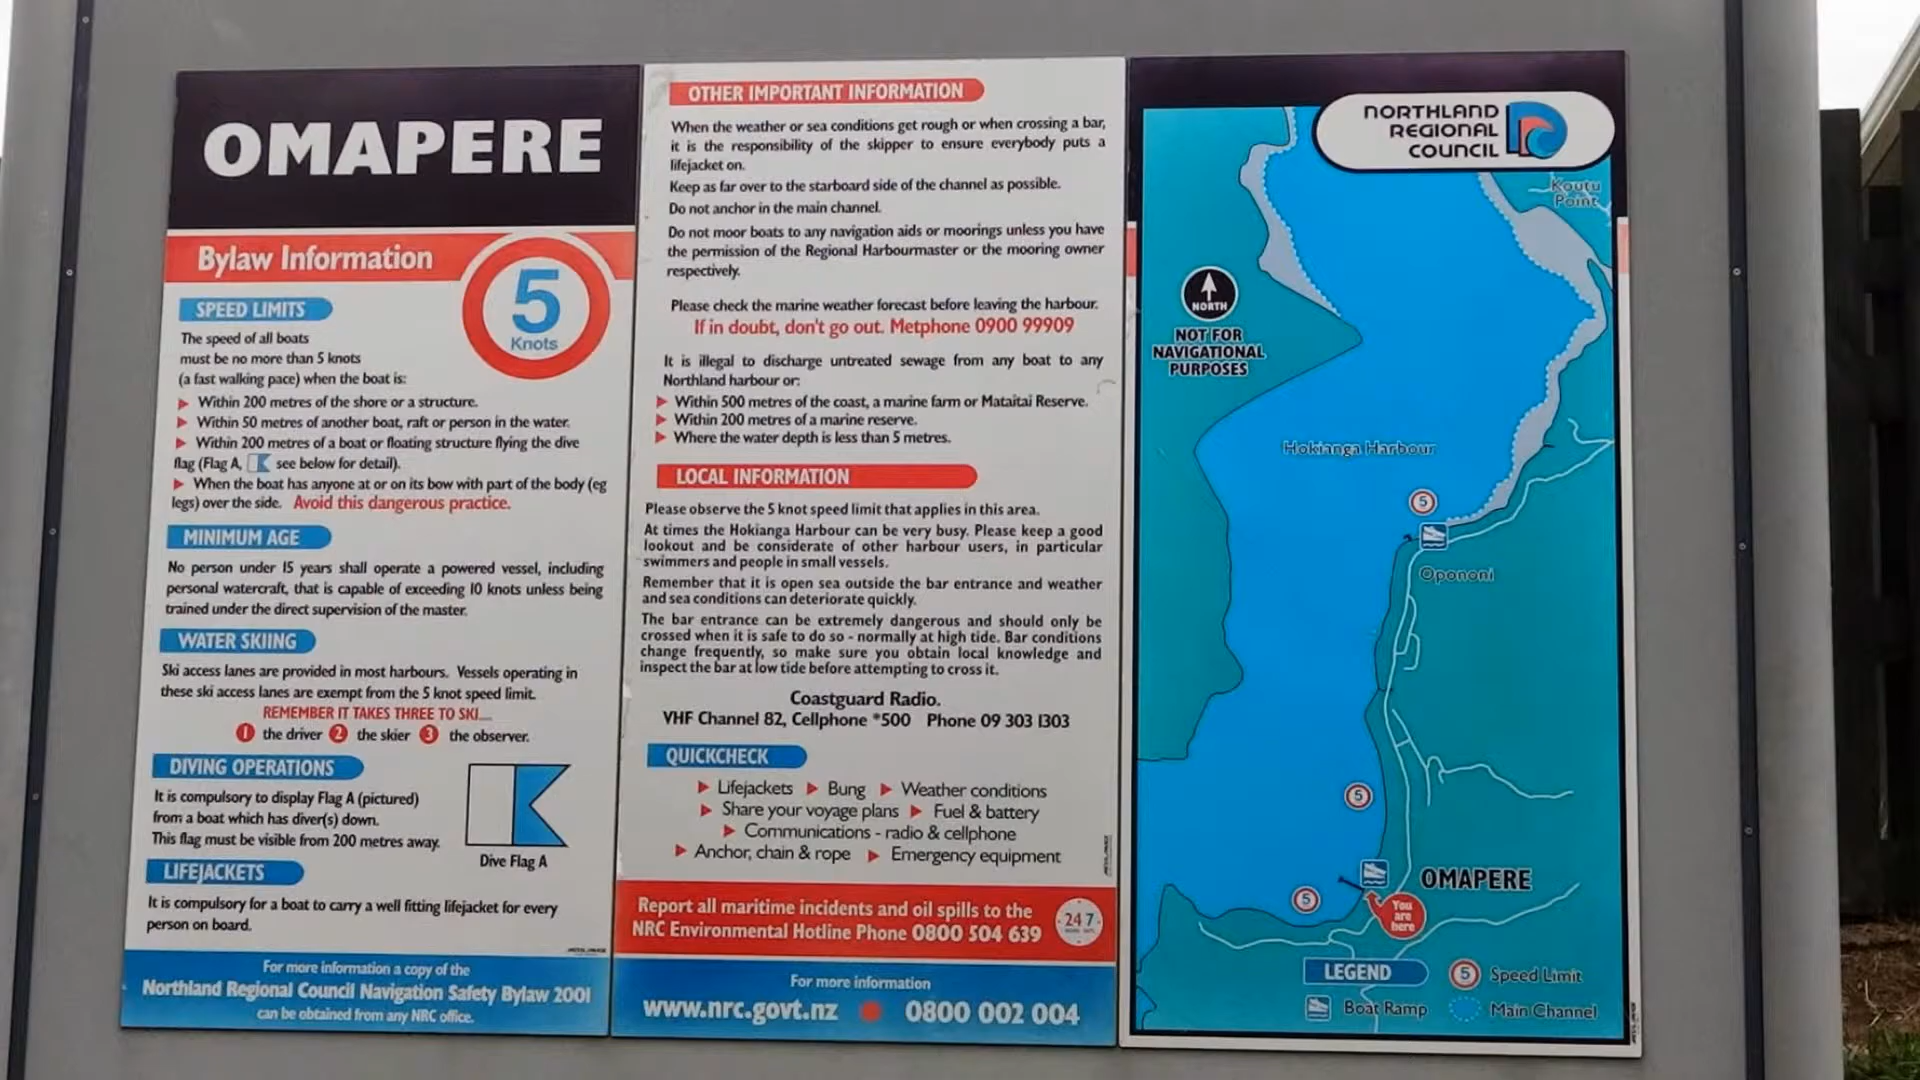 OMAPERE
Bylaw Information
5
Knots
SPEED LIMITS
The speed of all boats
must be no more than 5 knots
(a fast walking pace) when the boat is:
Within 200 metres of the shore or a structure.
Within 50 metres of another boat, raft or person in the water.
Within 200 metres of a boat or floating structure flying the dive
flag (Flag A, see below for detail).
When the boat has anyone at or on its bow with part of the body (eg
legs) over the side. Avoid this dangerous practice.
MINIMUM AGE
No person under 15 years shall operate a powered vessel, including
personal watercraft, that is capable of exceeding 10 knots unless being
trained under the direct supervision of the master.
WATER SKIING
Ski access lanes are provided in most harbours. Vessels operating in
these ski access lanes are exempt from the 5 knot speed limit.
REMEMBER IT TAKES THREE TO SKI....
1 the driver 2 the skier 3 the observer.
DIVING OPERATIONS
It is compulsory to display Flag A (pictured)
from a boat which has diver(s) down.
This flag must be visible from 200 metres away.
Dive Flag A
LIFEJACKETS
It is compulsory for a boat to carry a well fitting lifejacket for every
person on board.
For more information a copy of the
Northland Regional Council Navigation Safety Bylaw 2001
can be obtained from any NRC office.
OTHER IMPORTANT INFORMATION
When the weather or sea conditions get rough or when crossing a bar,
it is the responsibility of the skipper to ensure everybody puts a
lifejacket on.
Keep as far over to the starboard side of the channel as possible.
Do not anchor in the main channel.
Do not moor boats to any navigation aids or moorings unless you have
the permission of the Regional Harbourmaster or the mooring owner
respectively.
Please check the marine weather forecast before leaving the harbour.
If in doubt, don't go out. Metphone 0900 99909
It is illegal to discharge untreated sewage from any boat to any
Northland harbour or:
Within 500 metres of the coast, a marine farm or Mataitai Reserve.
Within 200 metres of a marine reserve.
Where the water depth is less than 5 metres.
LOCAL INFORMATION
Please observe the 5 knot speed limit that applies in this area.
At times the Hokianga Harbour can be very busy. Please keep a good
lookout and be considerate of other harbour users, in particular
swimmers and people in small vessels.
Remember that it is open sea outside the bar entrance and weather
and sea conditions can deteriorate quickly.
The bar entrance can be extremely dangerous and should only be
crossed when it is safe to do so - normally at high tide. Bar conditions
change frequently, so make sure you obtain local knowledge and
inspect the bar at low tide before attempting to cross it.
Coastguard Radio.
VHF Channel 82, Cellphone *500 Phone 09 303 1303
QUICKCHECK
Lifejackets Bung Weather conditions
Share your voyage plans Fuel & battery
Communications - radio & cellphone
Anchor, chain & rope Emergency equipment
Report all maritime incidents and oil spills to the
NRC Environmental Hotline Phone 0800 504 639
24 7
For more information
www.nrc.govt.nz 0800 002 004
NORTHLAND
REGIONAL
COUNCIL
Koutu
Point
NORTH
NOT FOR
NAVIGATIONAL
PURPOSES
Hokianga Harbour
5
Opononi
5
OMAPERE
5
You
are
here
LEGEND
5 Speed Limit
Boat Ramp
Main Channel